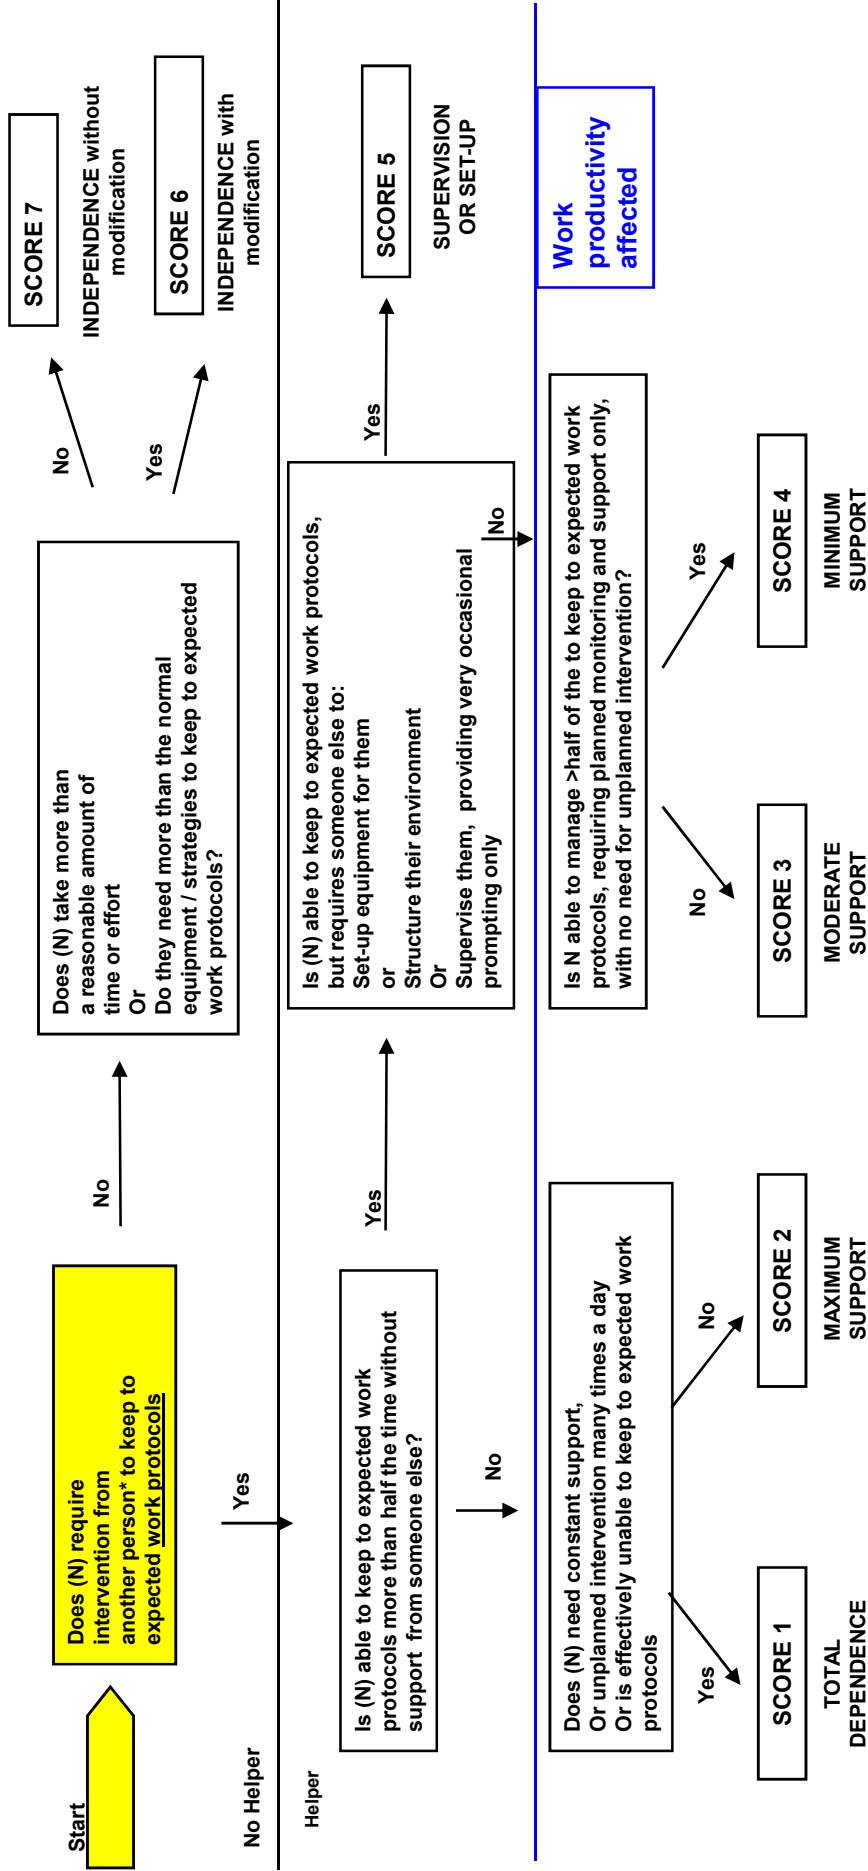 Start
Does (N) require
intervention from
another person* to keep to
expected work protocols
No
Does (N) take more than
a reasonable amount of
time or effort
Or
Do they need more than the normal
equipment / strategies to keep to expected
work protocols?
No
SCORE 7
INDEPENDENCE without
modification
Yes
SCORE 6
INDEPENDENCE with
modification
Yes
No Helper
Helper
Is (N) able to keep to expected work
protocols more than half the time without
support from someone else?
Yes
Is (N) able to keep to expected work protocols,
but requires someone else to:
Set-up equipment for them
or
Structure their environment
Or
Supervise them, providing very occasional
prompting only
Yes
SCORE 5
SUPERVISION
OR SET-UP
No
No
Work
productivity
affected
Does (N) need constant support,
Or unplanned intervention many times a day
Or is effectively unable to keep to expected work
protocols
Yes
No
SCORE 1
TOTAL
DEPENDENCE
SCORE 2
MAXIMUM
SUPPORT
Is N able to manage >half of the to keep to expected work
protocols, requiring planned monitoring and support only,
with no need for unplanned intervention?
No
Yes
SCORE 3
MODERATE
SUPPORT
SCORE 4
MINIMUM
SUPPORT